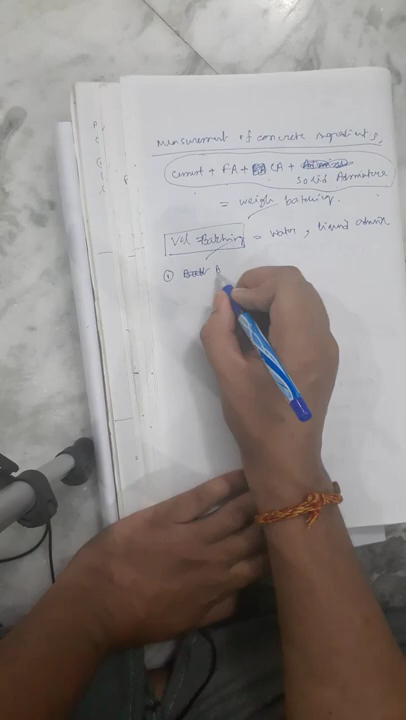 Measurement of concrete ingredients,
Cement + FA + CA +
Solid Admixture
= weigh batching.
Vol Batching = water, liquid admix
① B